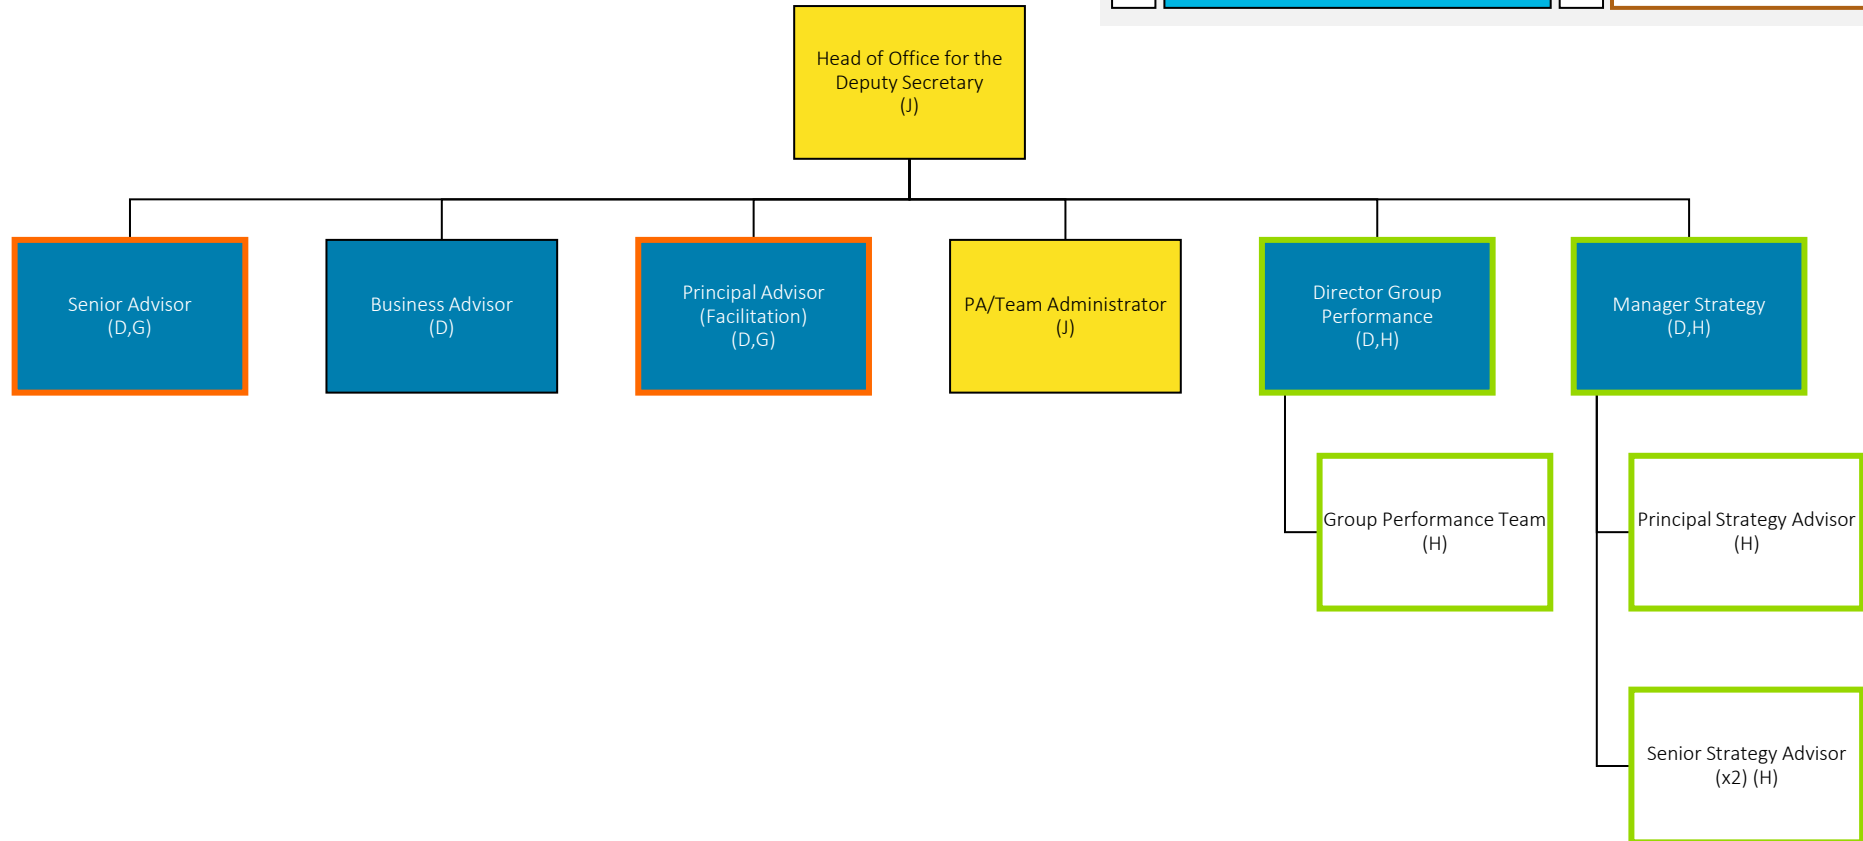 Head of Office for the
Deputy Secretary
(J)
Senior Advisor
(D,G)
Business Advisor
(D)
Principal Advisor
(Facilitation)
(D,G)
PA/Team Administrator
(J)
Director Group
Performance
(D,H)
Manager Strategy
(D,H)
Group Performance Team
(H)
Principal Strategy Advisor
(H)
Senior Strategy Advisor
(x2) (H)